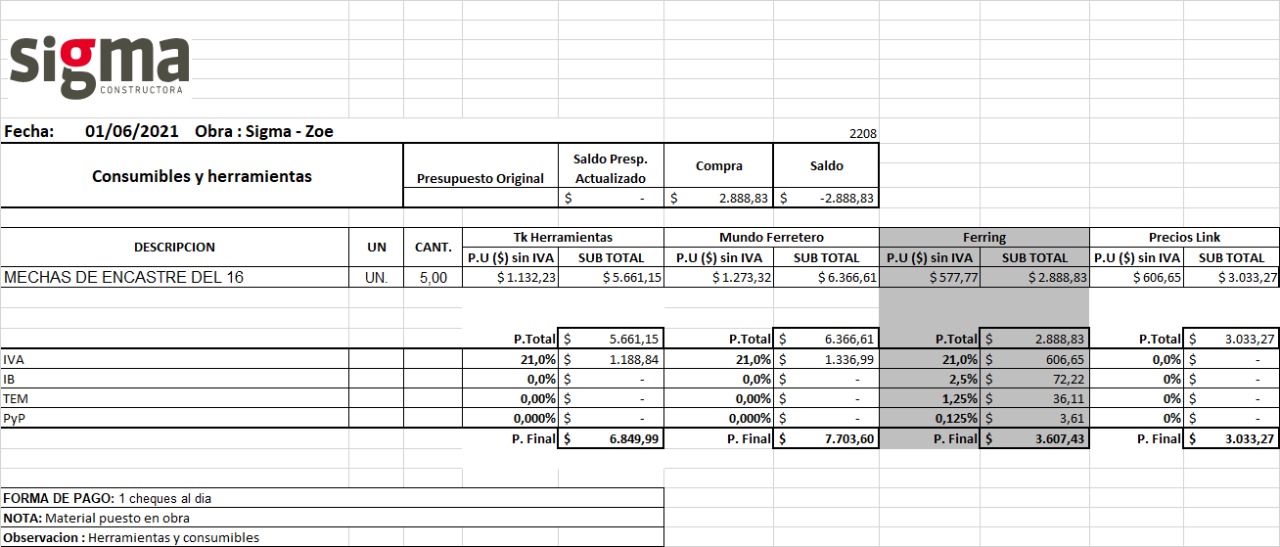 sigma
CONSTRUCTORA
Fecha: 01/06/2021 Obra : Sigma - Zoe 2208
Consumibles y herramientas Presupuesto Original Saldo Presp. Actualizado Compra Saldo
$ - $ 2.888,83 $ -2.888,83
DESCRIPCION UN CANT. Tk Herramientas Mundo Ferretero Ferring Precios Link
P.U ($) sin IVA SUB TOTAL P.U ($) sin IVA SUB TOTAL P.U ($) sin IVA SUB TOTAL P.U ($) sin IVA SUB TOTAL
MECHAS DE ENCASTRE DEL 16 UN. 5,00 $ 1.132,23 $ 5.661,15 $ 1.273,32 $ 6.366,61 $ 577,77 $ 2.888,83 $ 606,65 $ 3.033,27
P.Total $ 5.661,15 P.Total $ 6.366,61 P.Total $ 2.888,83 P.Total $ 3.033,27
IVA 21,0% $ 1.188,84 21,0% $ 1.336,99 21,0% $ 606,65 0,0% $ -
IB 0,0% $ - 0,0% $ - 2,5% $ 72,22 0% $ -
TEM 0,00% $ - 0,00% $ - 1,25% $ 36,11 0% $ -
PyP 0,000% $ - 0,000% $ - 0,125% $ 3,61 0% $ -
P. Final $ 6.849,99 P. Final $ 7.703,60 P. Final $ 3.607,43 P. Final $ 3.033,27
FORMA DE PAGO: 1 cheques al dia
NOTA: Material puesto en obra
Observacion : Herramientas y consumibles